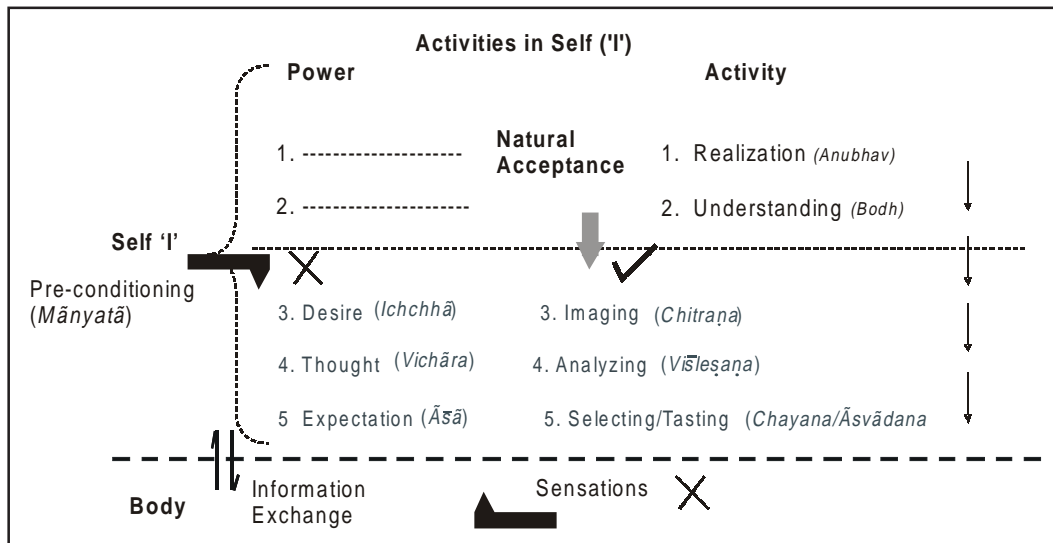 Activities in Self ('I')
Power
Activity
1. ---------------------
Natural
Acceptance
1. Realization (Anubhav)
2. ---------------------
2. Understanding (Bodh)
Self ‘I’
Pre-conditioning
(Mãnyatã)
3. Desire (Ichchhã)
3. Imaging (Chitraṇa)
4. Thought (Vichãra)
4. Analyzing (Vis̄leṣaṇa)
5 Expectation (Ãs̄ã)
5. Selecting/Tasting (Chayana/Ãsvãdana
Body
Information
Exchange
Sensations